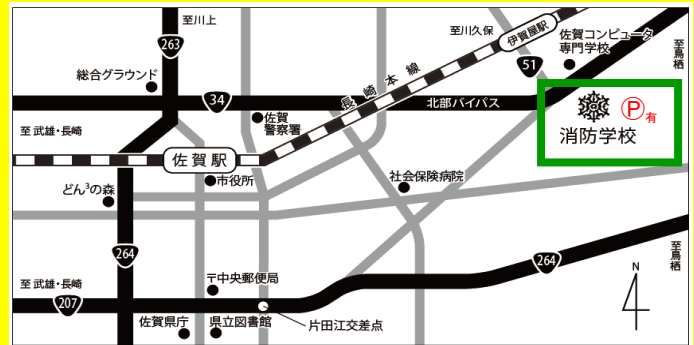 至川上
263
至川久保
伊賀屋駅
佐賀コンピュータ
専門学校
至鳥栖
総合グラウンド
51
長崎本線
34
北部バイパス
P有
消防学校
佐賀
警察署
至 武雄・長崎
佐賀駅
市役所
社会保険病院
どん³の森
264
264
至鳥栖
〒中央郵便局
至 武雄・長崎
207
N
佐賀県庁
県立図書館
片田江交差点